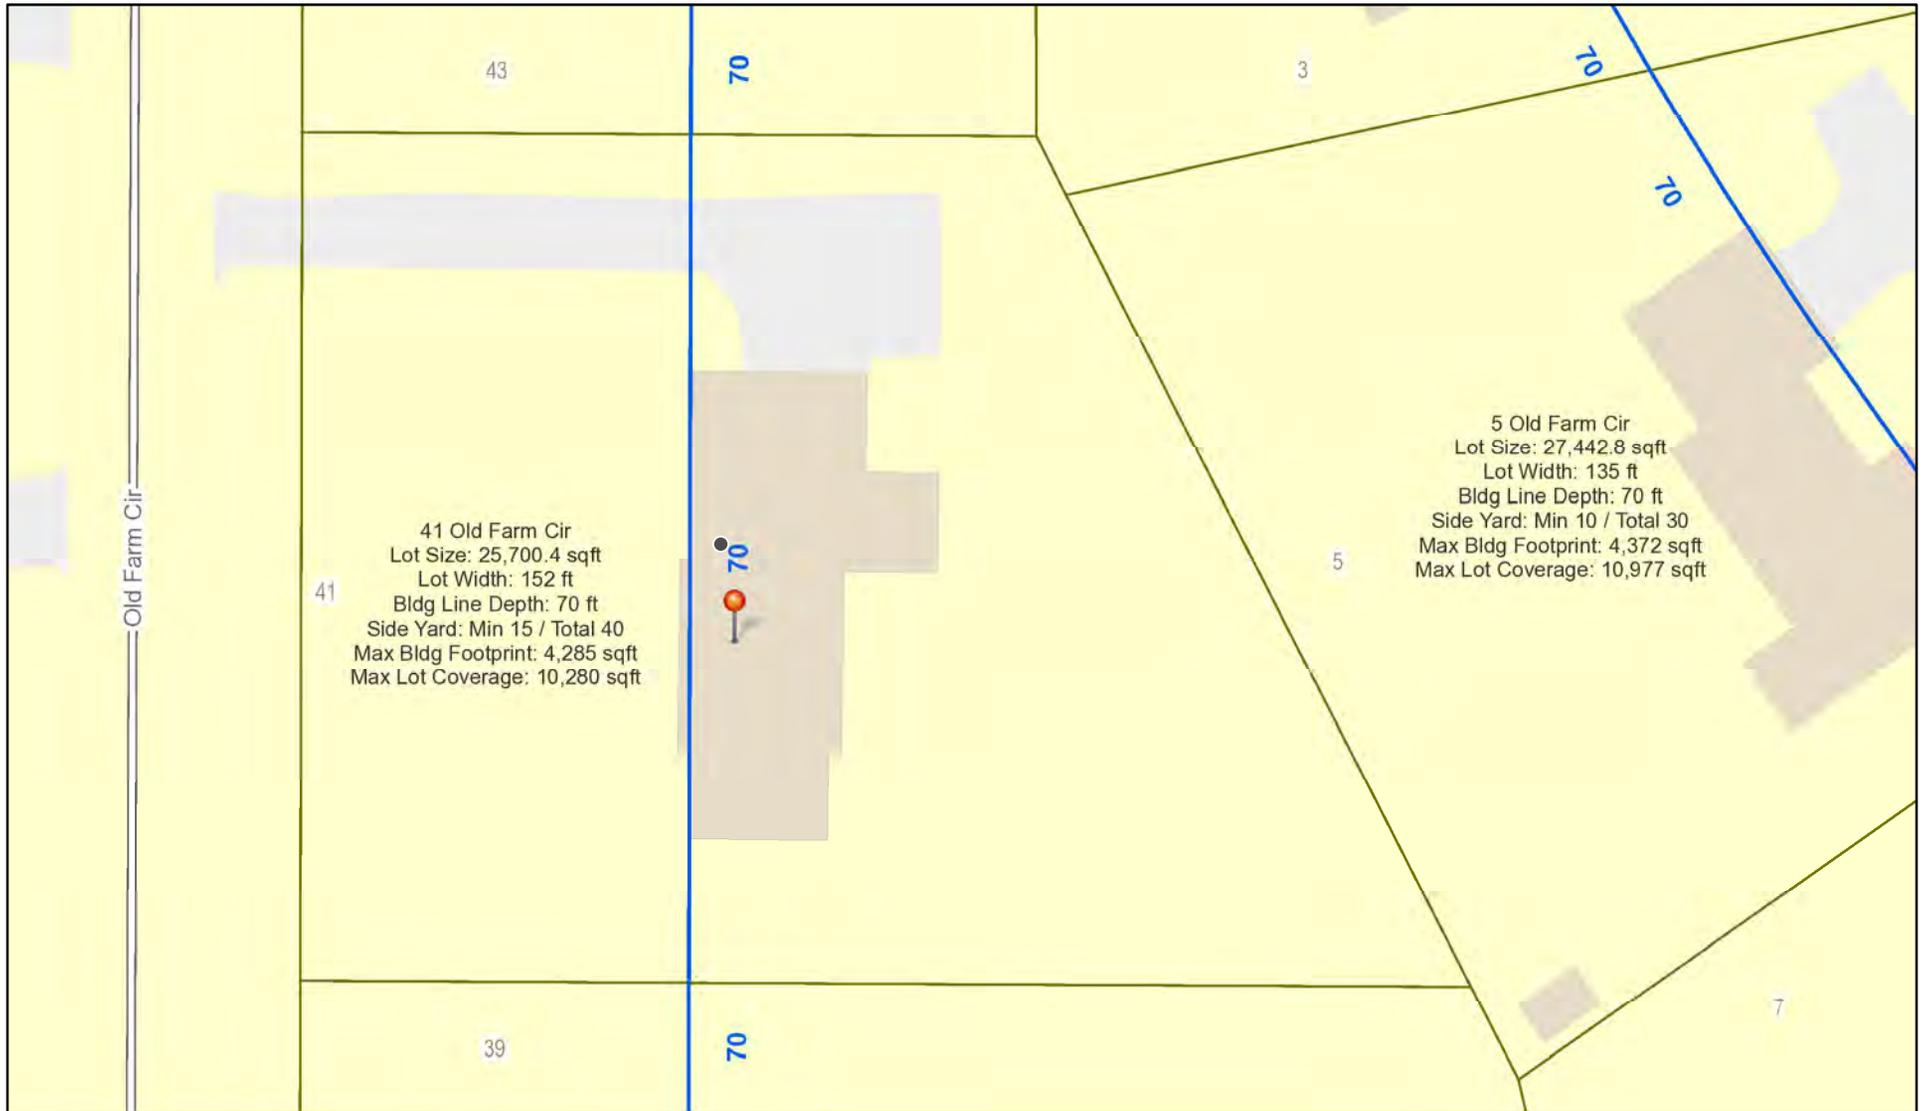 43
70
3
70
70
41 Old Farm Cir
Lot Size: 25,700.4 sqft
Lot Width: 152 ft
Bldg Line Depth: 70 ft
Side Yard: Min 15 / Total 40
Max Bldg Footprint: 4,285 sqft
Max Lot Coverage: 10,280 sqft
Old Farm Cir
41
70
5 Old Farm Cir
Lot Size: 27,442.8 sqft
Lot Width: 135 ft
Bldg Line Depth: 70 ft
Side Yard: Min 10 / Total 30
Max Bldg Footprint: 4,372 sqft
Max Lot Coverage: 10,977 sqft
5
39
70
7